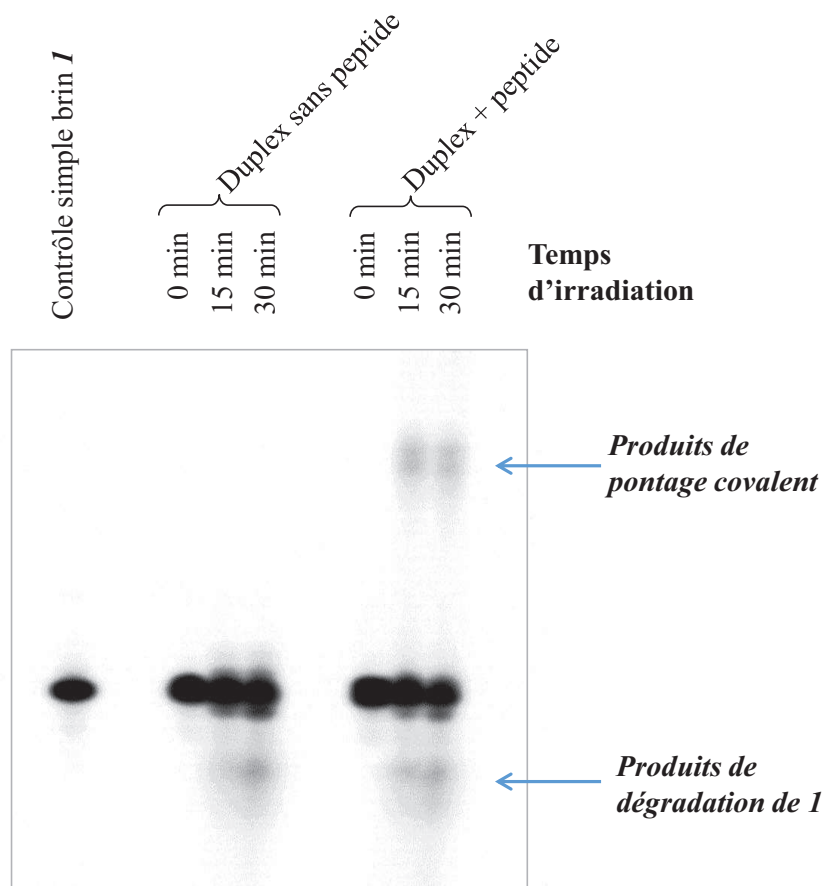 Contrôle simple brin 1
Duplex sans peptide
Duplex + peptide
0 min
15 min
30 min
0 min
15 min
30 min
Temps
d'irradiation
Produits de
pontage covalent
Produits de
dégradation de 1